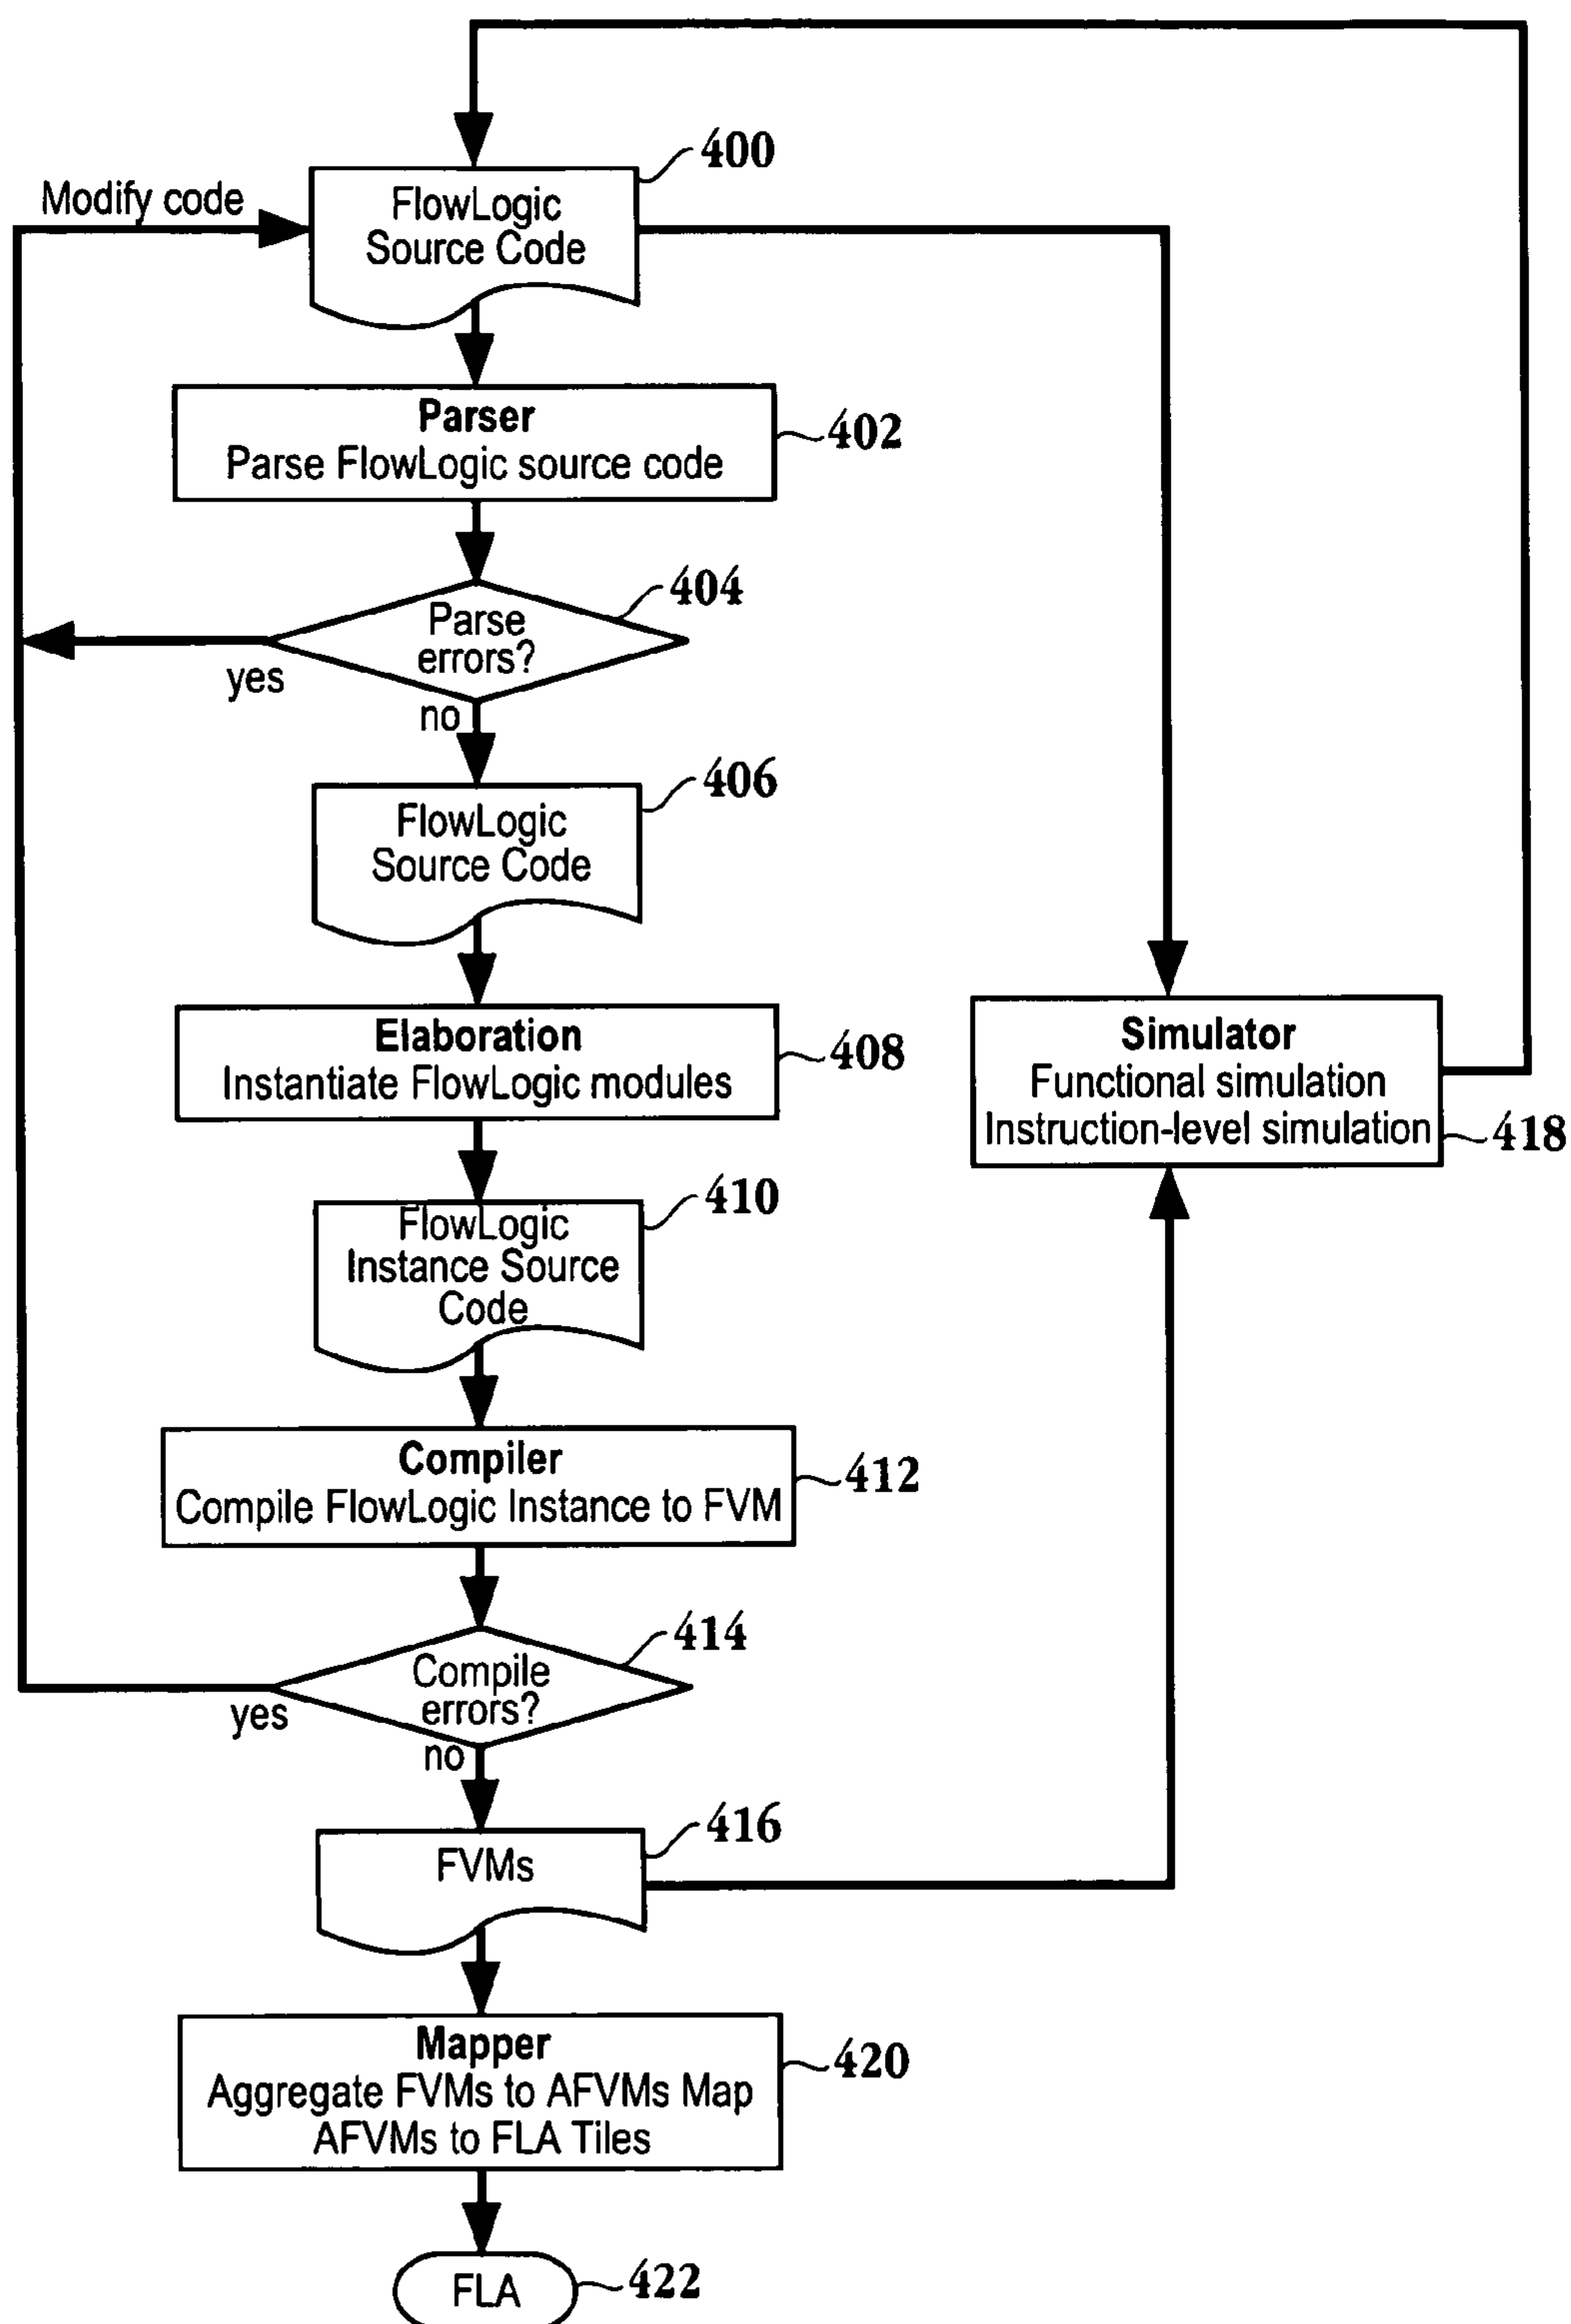 400
Modify code
FlowLogic
Source Code
Parser
Parse FlowLogic source code
402
404
Parse
errors?
yes
no
406
FlowLogic
Source Code
Elaboration
Instantiate FlowLogic modules
408
Simulator
Functional simulation
Instruction-level simulation
418
410
FlowLogic
Instance Source
Code
Compiler
Compile FlowLogic Instance to FVM
412
414
Compile
errors?
yes
no
416
FVMs
Mapper
Aggregate FVMs to AFVMs Map
AFVMs to FLA Tiles
420
FLA
422